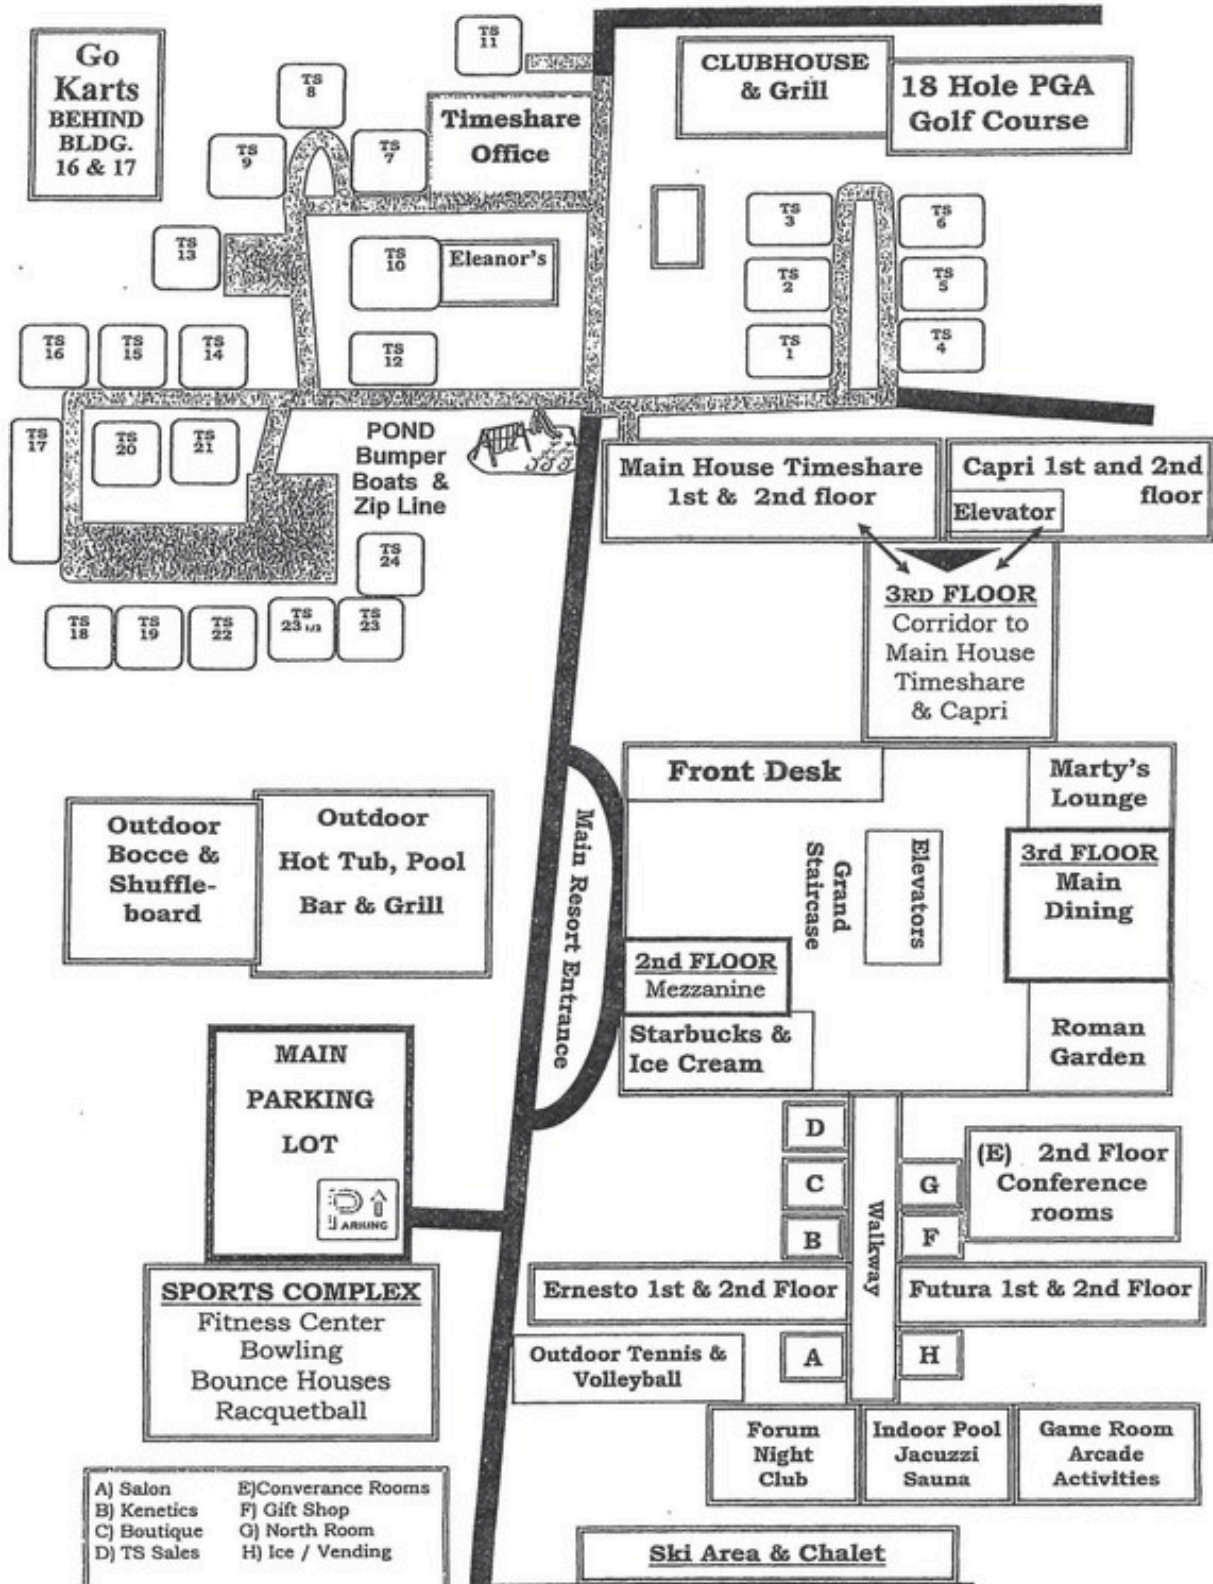 Go
Karts
BEHIND
BLDG.
16 & 17
TS
11
TS
8
TS
9
TS
7
Timeshare
Office
CLUBHOUSE
& Grill
18 Hole PGA
Golf Course
TS
13
TS
10
Eleanor's
TS
3
TS
6
TS
2
TS
5
TS
1
TS
4
TS
16
TS
15
TS
14
TS
12
TS
17
TS
20
TS
21
POND
Bumper
Boats &
Zip Line
TS
24
TS
18
TS
19
TS
22
TS
23 1/2
TS
23
Main House Timeshare
1st & 2nd floor
Capri 1st and 2nd
floor
Elevator
3RD FLOOR
Corridor to
Main House
Timeshare
& Capri
Front Desk
Marty's
Lounge
Outdoor
Bocce &
Shuffle-
board
Outdoor
Hot Tub, Pool
Bar & Grill
Main Resort Entrance
Grand
Staircase
Elevators
3rd FLOOR
Main
Dining
2nd FLOOR
Mezzanine
Starbucks &
Ice Cream
Roman
Garden
MAIN
PARKING
LOT
ARKING
D
C
B
Walkway
G
F
(E) 2nd Floor
Conference
rooms
SPORTS COMPLEX
Fitness Center
Bowling
Bounce Houses
Racquetball
Ernesto 1st & 2nd Floor
Futura 1st & 2nd Floor
Outdoor Tennis &
Volleyball
A
H
Forum
Night
Club
Indoor Pool
Jacuzzi
Sauna
Game Room
Arcade
Activities
A) Salon E)Converance Rooms
B) Kenetics F) Gift Shop
C) Boutique G) North Room
D) TS Sales H) Ice / Vending
Ski Area & Chalet